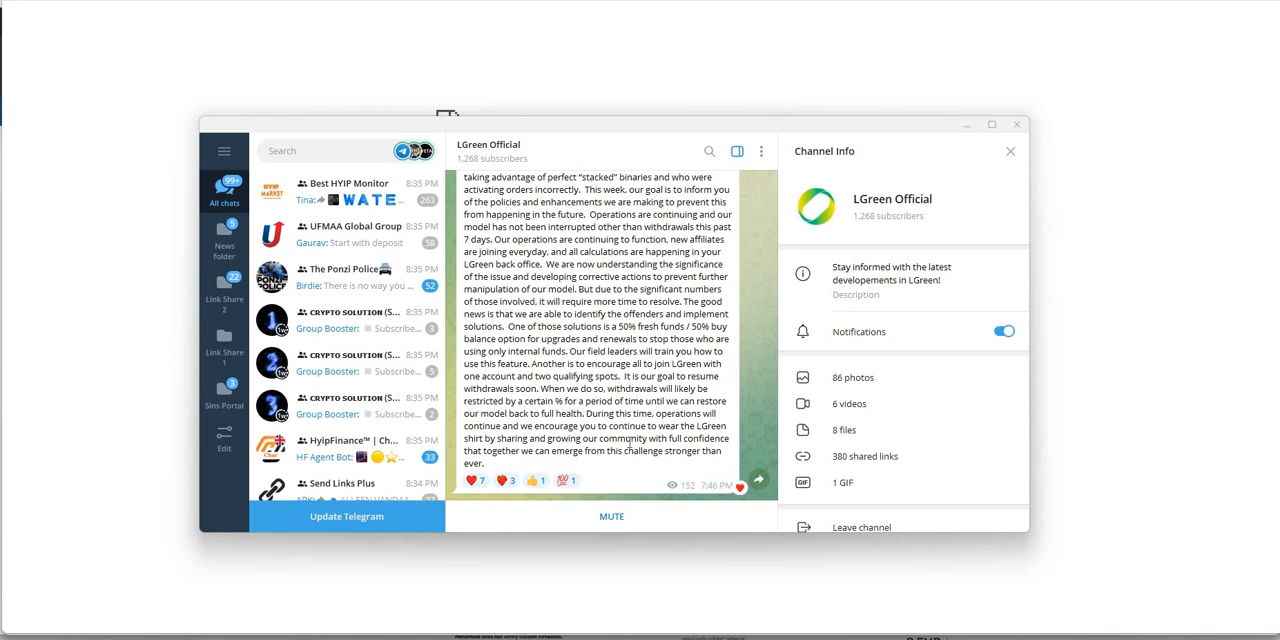 99+
All chats
5
News
folder
22
Link Share
2
Link Share
1
3
Sins Portal
Edit
Search
Best HYIP Monitor 8:35 PM
Tina: W A T E... 263
UFMAA Global Group 8:35 PM
Gaurav: Start with deposit 58
The Ponzi Police 8:35 PM
Birdie: There is no way you ... 52
CRYPTO SOLUTION (S... 8:35 PM
Group Booster: Subscribe... 3
CRYPTO SOLUTION (S... 8:35 PM
Group Booster: Subscribe... 5
CRYPTO SOLUTION (S... 8:35 PM
Group Booster: Subscribe... 2
HyipFinance™ | Ch... 8:35 PM
HF Agent Bot: ... 33
Send Links Plus 8:34 PM
Update Telegram
LGreen Official
1,268 subscribers
taking advantage of perfect “stacked” binaries and who were
activating orders incorrectly. This week, our goal is to inform you
of the policies and enhancements we are making to prevent this
from happening in the future. Operations are continuing and our
model has not been interrupted other than withdrawals this past
7 days. Our operations are continuing to function, new affiliates
are joining everyday, and all calculations are happening in your
LGreen back office. We are now understanding the significance
of the issue and developing corrective actions to prevent further
manipulation of our model. But due to the significant numbers
of those involved, it will require more time to resolve. The good
news is that we are able to identify the offenders and implement
solutions. One of those solutions is a 50% fresh funds / 50% buy
balance option for upgrades and renewals to stop those who are
using only internal funds. Our field leaders will train you how to
use this feature. Another is to encourage all to join LGreen with
one account and two qualifying spots. It is our goal to resume
withdrawals soon. When we do so, withdrawals will likely be
restricted by a certain % for a period of time until we can restore
our model back to full health. During this time, operations will
continue and we encourage you to continue to wear the LGreen
shirt by sharing and growing our community with full confidence
that together we can emerge from this challenge stronger than
ever.
7 3 1 100 1 152 7:46 PM
MUTE
Channel Info
LGreen Official
1,268 subscribers
Stay informed with the latest
developements in LGreen!
Description
Notifications
86 photos
6 videos
8 files
380 shared links
GIF 1 GIF
Leave channel